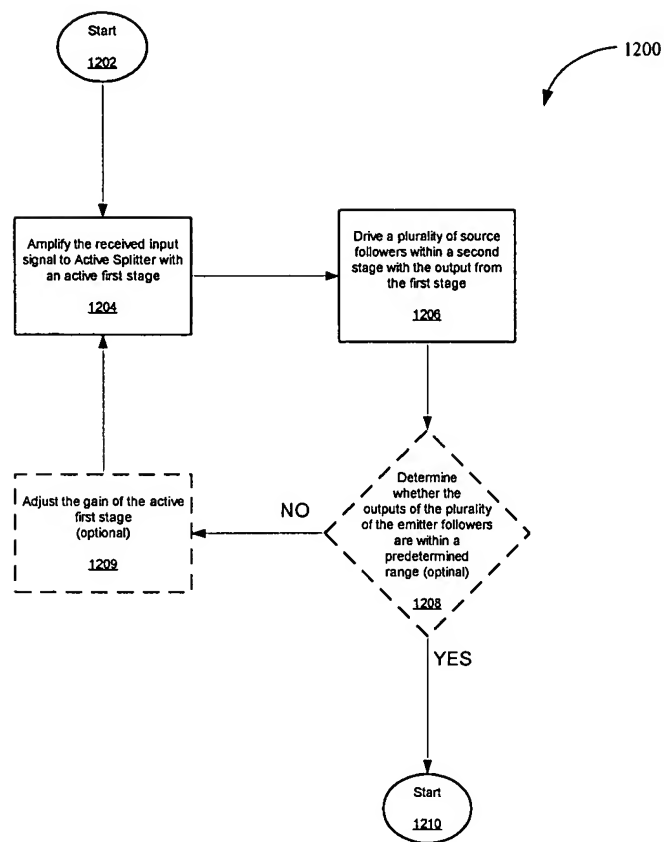 Start
1202
1200
Amplify the received input
signal to Active Splitter with
an active first stage
1204
Drive a plurality of source
followers within a second
stage with the output from
the first stage
1206
Determine
whether the
outputs of the plurality
of the emitter followers
are within a
predetermined
range (optinal)
1208
NO
Adjust the gain of the active
first stage
(optional)
1209
YES
Start
1210